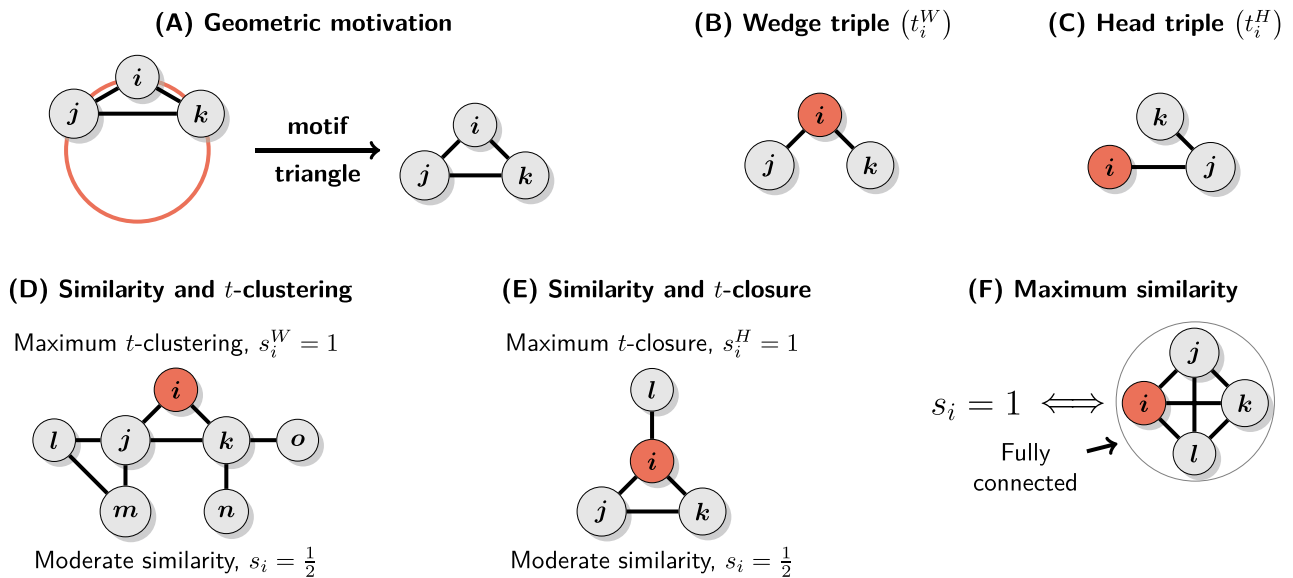 (A) Geometric motivation
i
j
k
motif
triangle
i
j
k
(B) Wedge triple (t_i^W)
i
j
k
(C) Head triple (t_i^H)
k
i
j
(D) Similarity and t-clustering
Maximum t-clustering, s_i^W = 1
i
l
j
k
o
m
n
Moderate similarity, s_i = 1/2
(E) Similarity and t-closure
Maximum t-closure, s_i^H = 1
l
i
j
k
Moderate similarity, s_i = 1/2
(F) Maximum similarity
j
s_i = 1 ⟺
i
k
l
Fully
connected